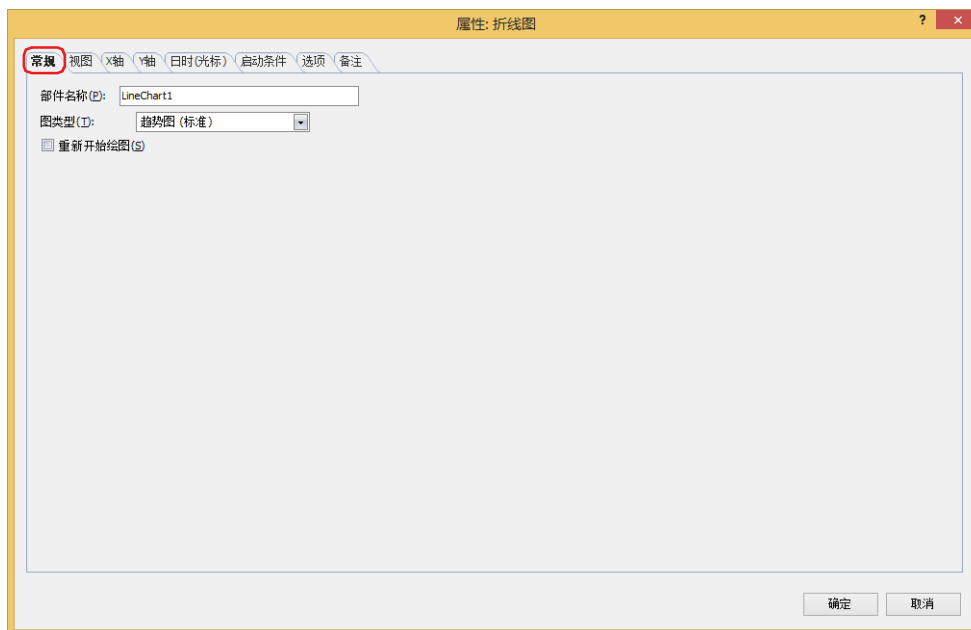 属性: 折线图
?
常规 视图 X轴 Y轴 日时(光标) 启动条件 选项 备注
部件名称(P): LineChart1
图类型(T): 趋势图 (标准)
重新开始绘图(S)
确定 取消